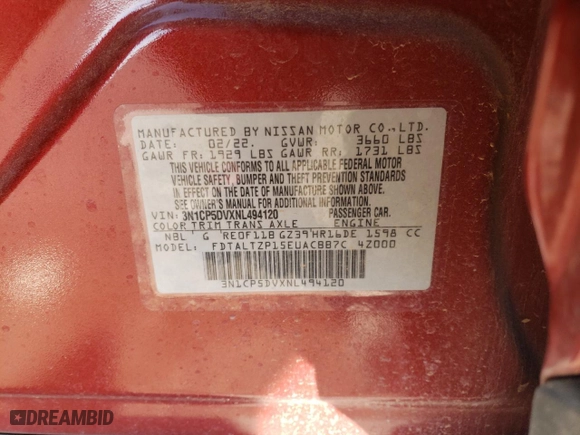 MANUFACTURED BY NISSAN MOTOR CO., LTD.
DATE: 02/22. GVWR: 3660 LBS
GAWR FR: 1929 LBS GAWR RR: 1731 LBS
THIS VEHICLE CONFORMS TO ALL APPLICABLE FEDERAL MOTOR
VEHICLE SAFETY, BUMPER AND THEFT PREVENTION STANDARDS
IN EFFECT ON THE DATE OF MANUFACTURE SHOWN ABOVE.
SEE OWNER'S MANUAL FOR ADDITIONAL INFORMATION
VIN: 3N1CP5DVXNL494120 PASSENGER CAR.
COLOR TRIM TRANS AXLE ENGINE
NBL G RE0F11B GZ39 HR16DE 1598 CC
MODEL: FDTALTZP15EUACBB7C 4Z000
3N1CP5DVXNL494120
DREAMBID